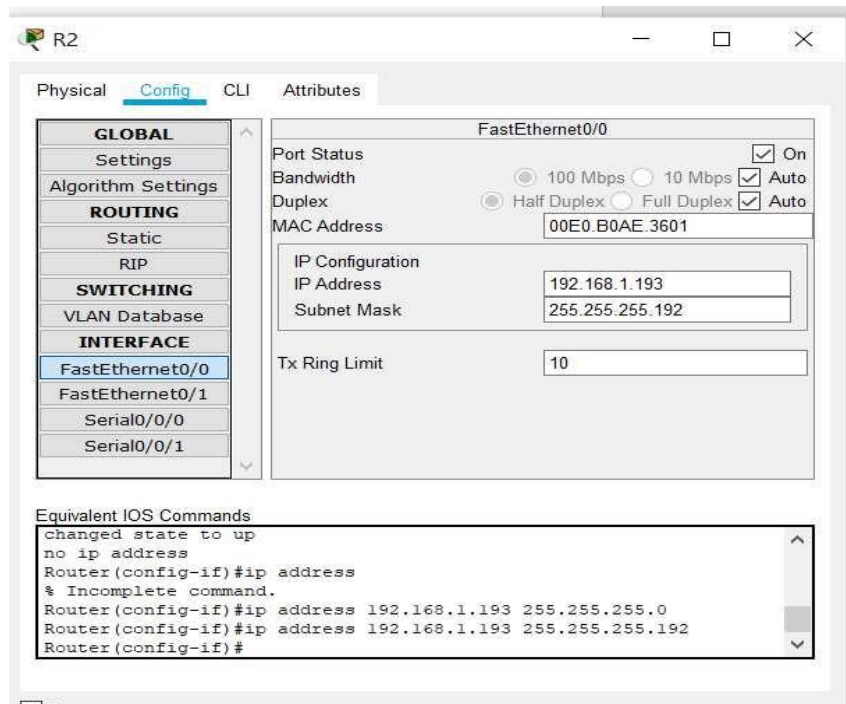 R2
Physical Config CLI Attributes
GLOBAL
Settings
Algorithm Settings
ROUTING
Static
RIP
SWITCHING
VLAN Database
INTERFACE
FastEthernet0/0
FastEthernet0/1
Serial0/0/0
Serial0/0/1
FastEthernet0/0
Port Status On
Bandwidth 100 Mbps 10 Mbps Auto
Duplex Half Duplex Full Duplex Auto
MAC Address 00E0.B0AE.3601
IP Configuration
IP Address 192.168.1.193
Subnet Mask 255.255.255.192
Tx Ring Limit 10
Equivalent IOS Commands
changed state to up
no ip address
Router(config-if)#ip address
% Incomplete command.
Router(config-if)#ip address 192.168.1.193 255.255.255.0
Router(config-if)#ip address 192.168.1.193 255.255.255.192
Router(config-if)#